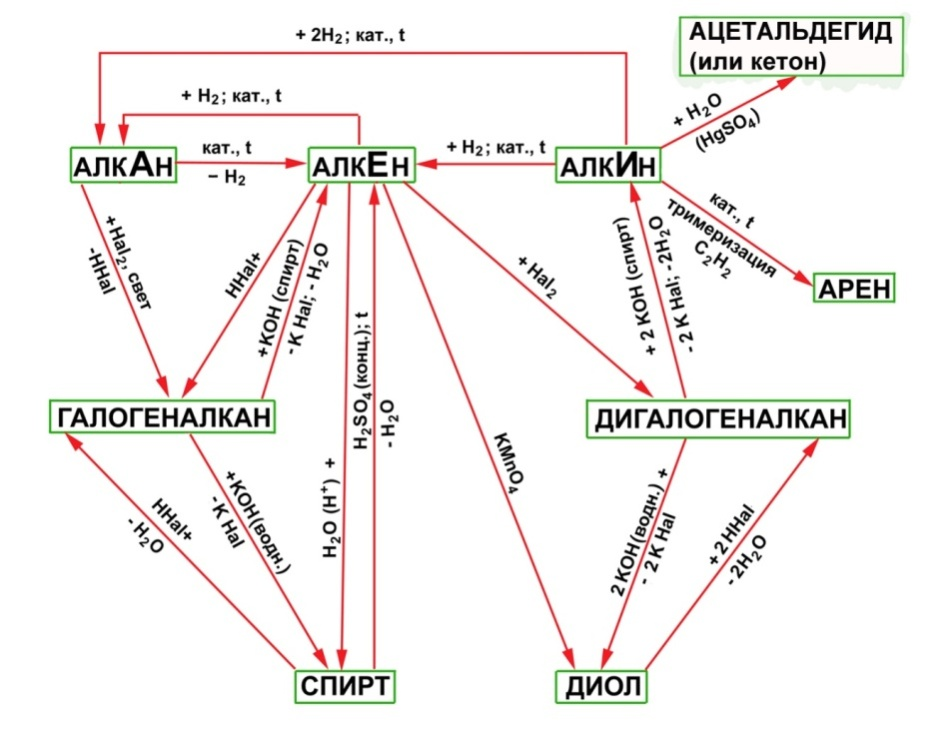 + 2H₂; кат., t
АЦЕТАЛЬДЕГИД
(или кетон)
+ H₂; кат., t
+ H₂O
(HgSO₄)
АЛКАН
кат., t
− H₂
АЛКЕН
+ H₂; кат., t
АЛКИН
кат., t
тримеризация
C₂H₂
АРЕН
+Hal₂, свет
-HHal
HHal+
+KOH (спирт)
-K Hal; - H₂O
H₂O (H⁺) +
H₂SO₄(конц.); t
- H₂O
KMnO₄
+ Hal₂
+ 2 KOH (спирт)
- 2 K Hal; -2H₂O
ГАЛОГЕНАЛКАН
ДИГАЛОГЕНАЛКАН
HHal+
- H₂O
+KOH(водн.)
-K Hal
2 KOH(водн.) +
- 2 K Hal
+ 2 HHal
- 2H₂O
СПИРТ
ДИОЛ